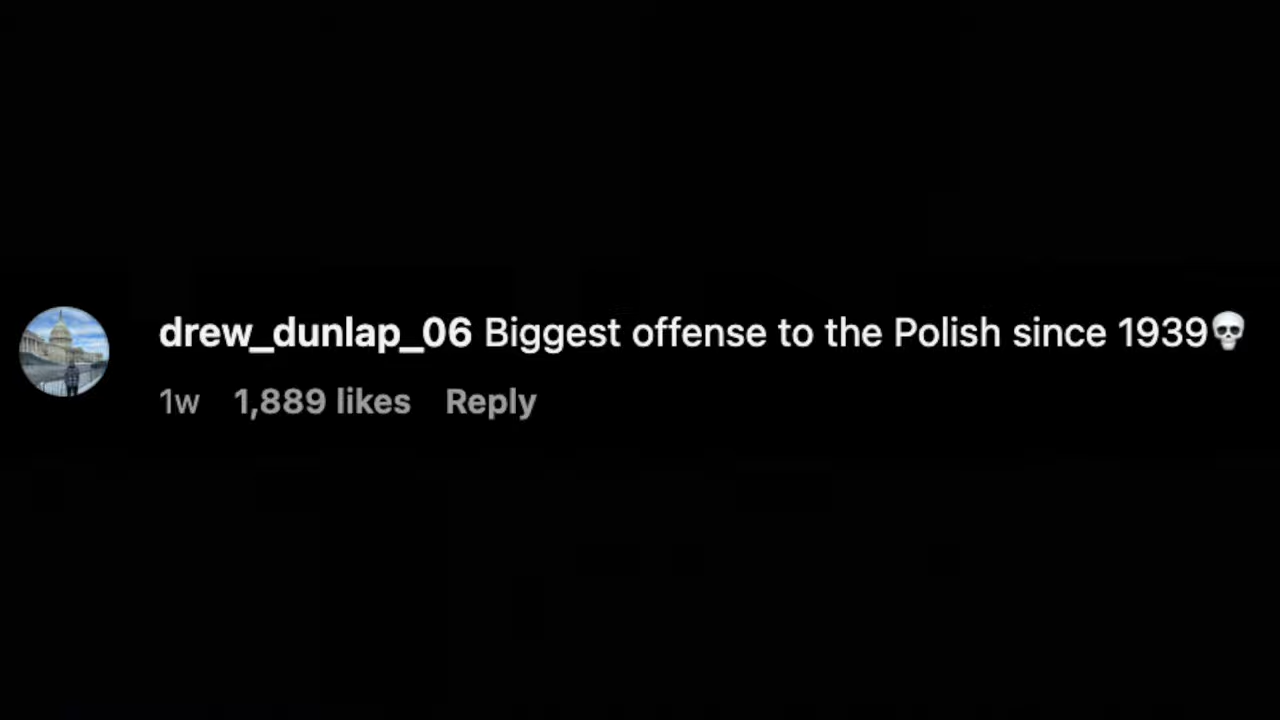 drew_dunlap_06 Biggest offense to the Polish since 1939💀
1w 1,889 likes Reply